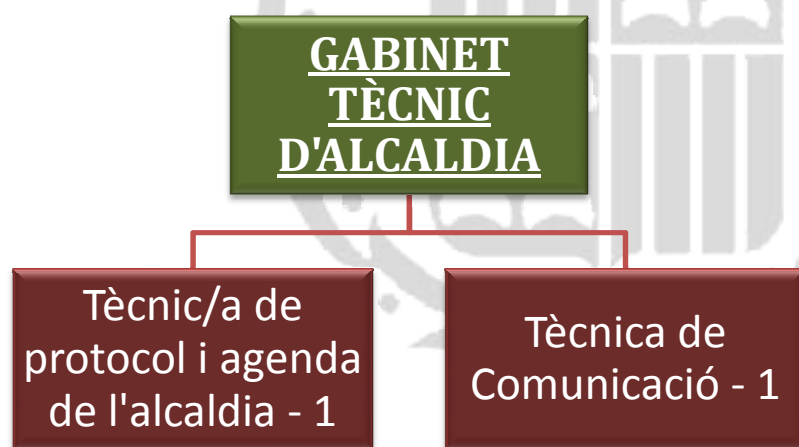 GABINET
TÈCNIC
D'ALCALDIA
Tècnic/a de
protocol i agenda
de l'alcaldia - 1
Tècnica de
Comunicació - 1